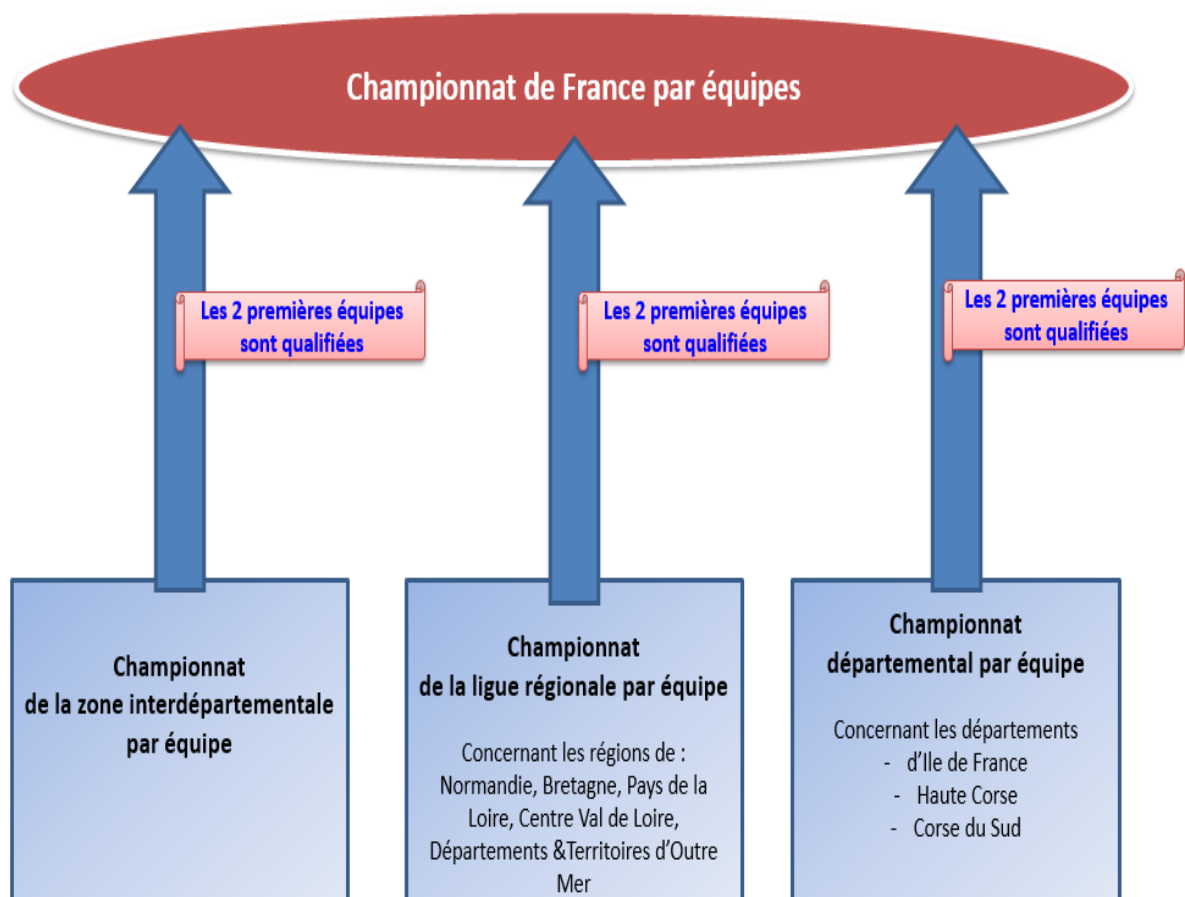 Championnat de France par équipes
Les 2 premières équipes
sont qualifiées
Les 2 premières équipes
sont qualifiées
Les 2 premières équipes
sont qualifiées
Championnat
de la zone interdépartementale
par équipe
Championnat
de la ligue régionale par équipe
Concernant les régions de :
Normandie, Bretagne, Pays de la
Loire, Centre Val de Loire,
Départements &Territoires d'Outre
Mer
Championnat
départemental par équipe
Concernant les départements
- d'Ile de France
- Haute Corse
- Corse du Sud